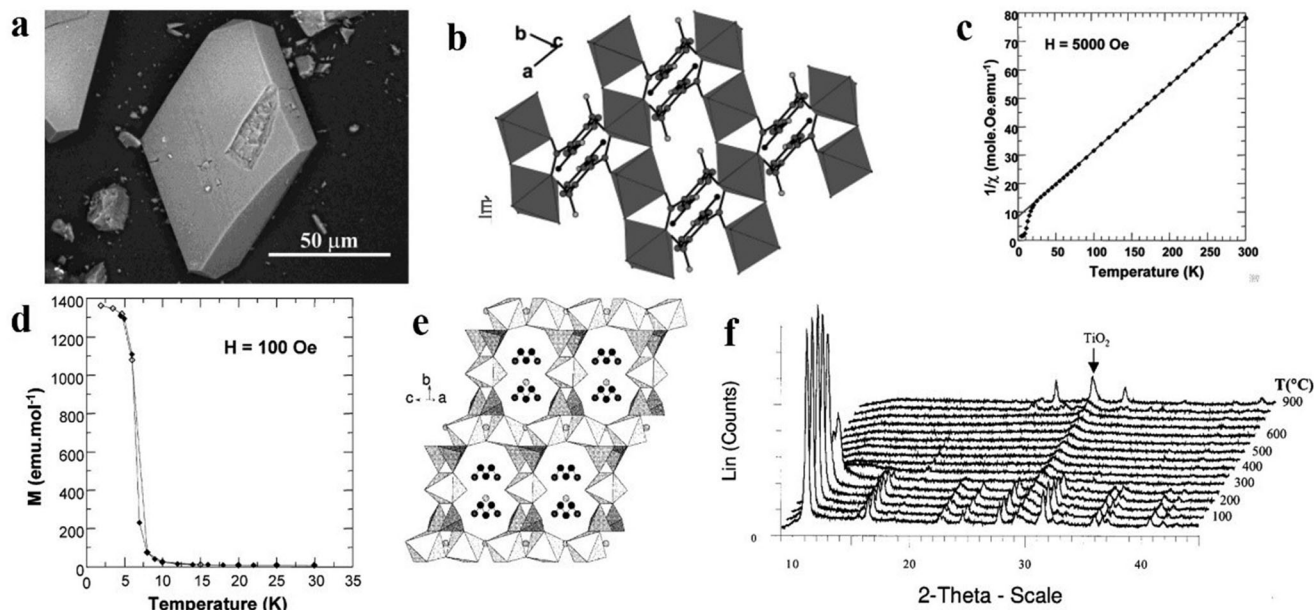 a
50 μm
b
b
c
a
c
H = 5000 Oe
1/χ (mole.Oe.emu⁻¹)
80
70
60
50
40
30
20
10
0
0 50 100 150 200 250 300
Temperature (K)
d
H = 100 Oe
M (emu.mol⁻¹)
1400
1200
1000
800
600
400
200
0
0 5 10 15 20 25 30 35
Temperature (K)
e
b
c
a
f
TiO₂
T(°C)
900
600
500
400
300
200
100
Lin (Counts)
0
10 20 30 40
2-Theta - Scale